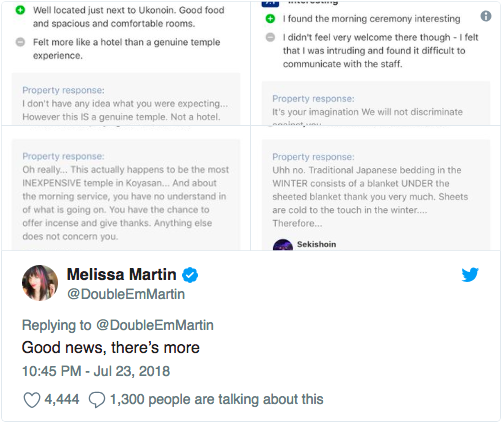 Well located just next to Ukonoin. Good food
and spacious and comfortable rooms.
Felt more like a hotel than a genuine temple
experience.
Property response:
I don't have any idea what you were expecting...
However this IS a genuine temple. Not a hotel.
interesting
I found the morning ceremony interesting
I didn't feel very welcome there though - I felt
that I was intruding and found it difficult to
communicate with the staff.
Property response:
It's your imagination We will not discriminate
against you
Property response:
Oh really... This actually happens to be the most
INEXPENSIVE temple in Koyasan... And about
the morning service, you have no understand in
of what is going on. You have the chance to
offer incense and give thanks. Anything else
does not concern you.
Property response:
Uhh no. Traditional Japanese bedding in the
WINTER consists of a blanket UNDER the
sheeted blanket thank you very much. Sheets
are cold to the touch in the winter....
Therefore...
Sekishoin
Melissa Martin
@DoubleEmMartin
Replying to @DoubleEmMartin
Good news, there's more
10:45 PM - Jul 23, 2018
4,444 1,300 people are talking about this